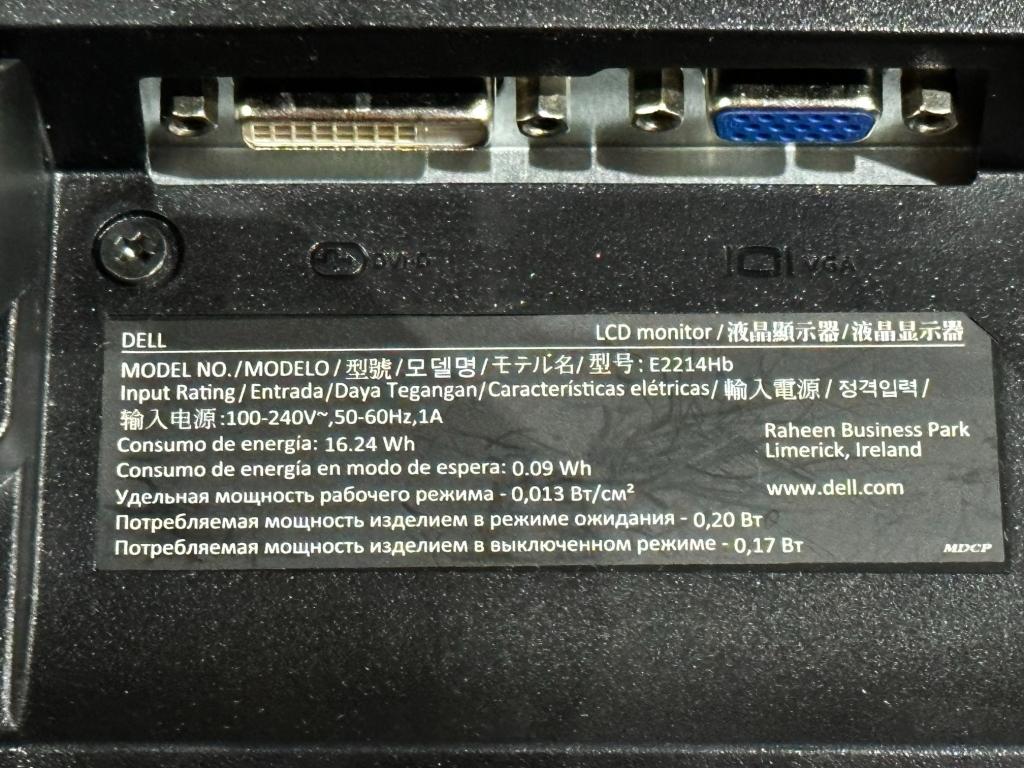 DVI-D
VGA
DELL
LCD monitor/液晶顯示器/液晶显示器
MODEL NO./MODELO/型號/모델명/モテル名/型号: E2214Hb
Input Rating/Entrada/Daya Tegangan/Características elétricas/輸入電源/정격입력/
输入电源:100-240V~,50-60Hz,1A
Consumo de energía: 16.24 Wh
Consumo de energía en modo de espera: 0.09 Wh
Удельная мощность рабочего режима - 0,013 Вт/см²
Потребляемая мощность изделием в режиме ожидания - 0,20 Вт
Потребляемая мощность изделием в выключенном режиме - 0,17 Вт
Raheen Business Park
Limerick, Ireland
www.dell.com
MDCP